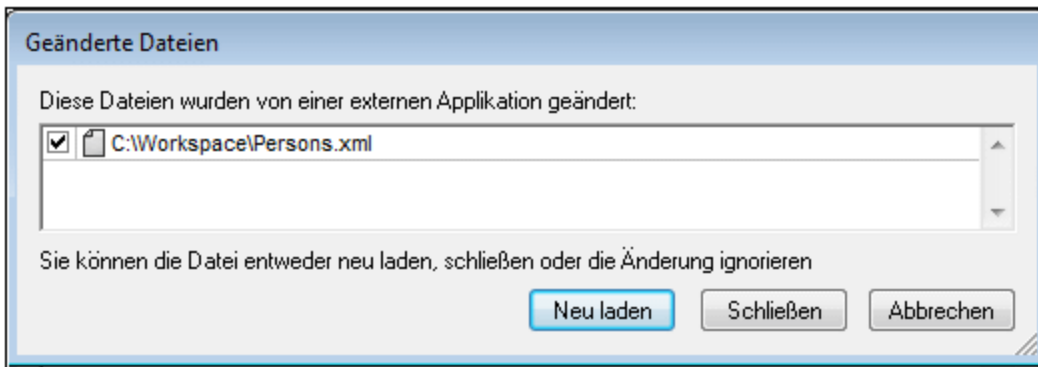 Geänderte Dateien
Diese Dateien wurden von einer externen Applikation geändert:
C:\Workspace\Persons.xml
Sie können die Datei entweder neu laden, schließen oder die Änderung ignorieren
Neu laden Schließen Abbrechen